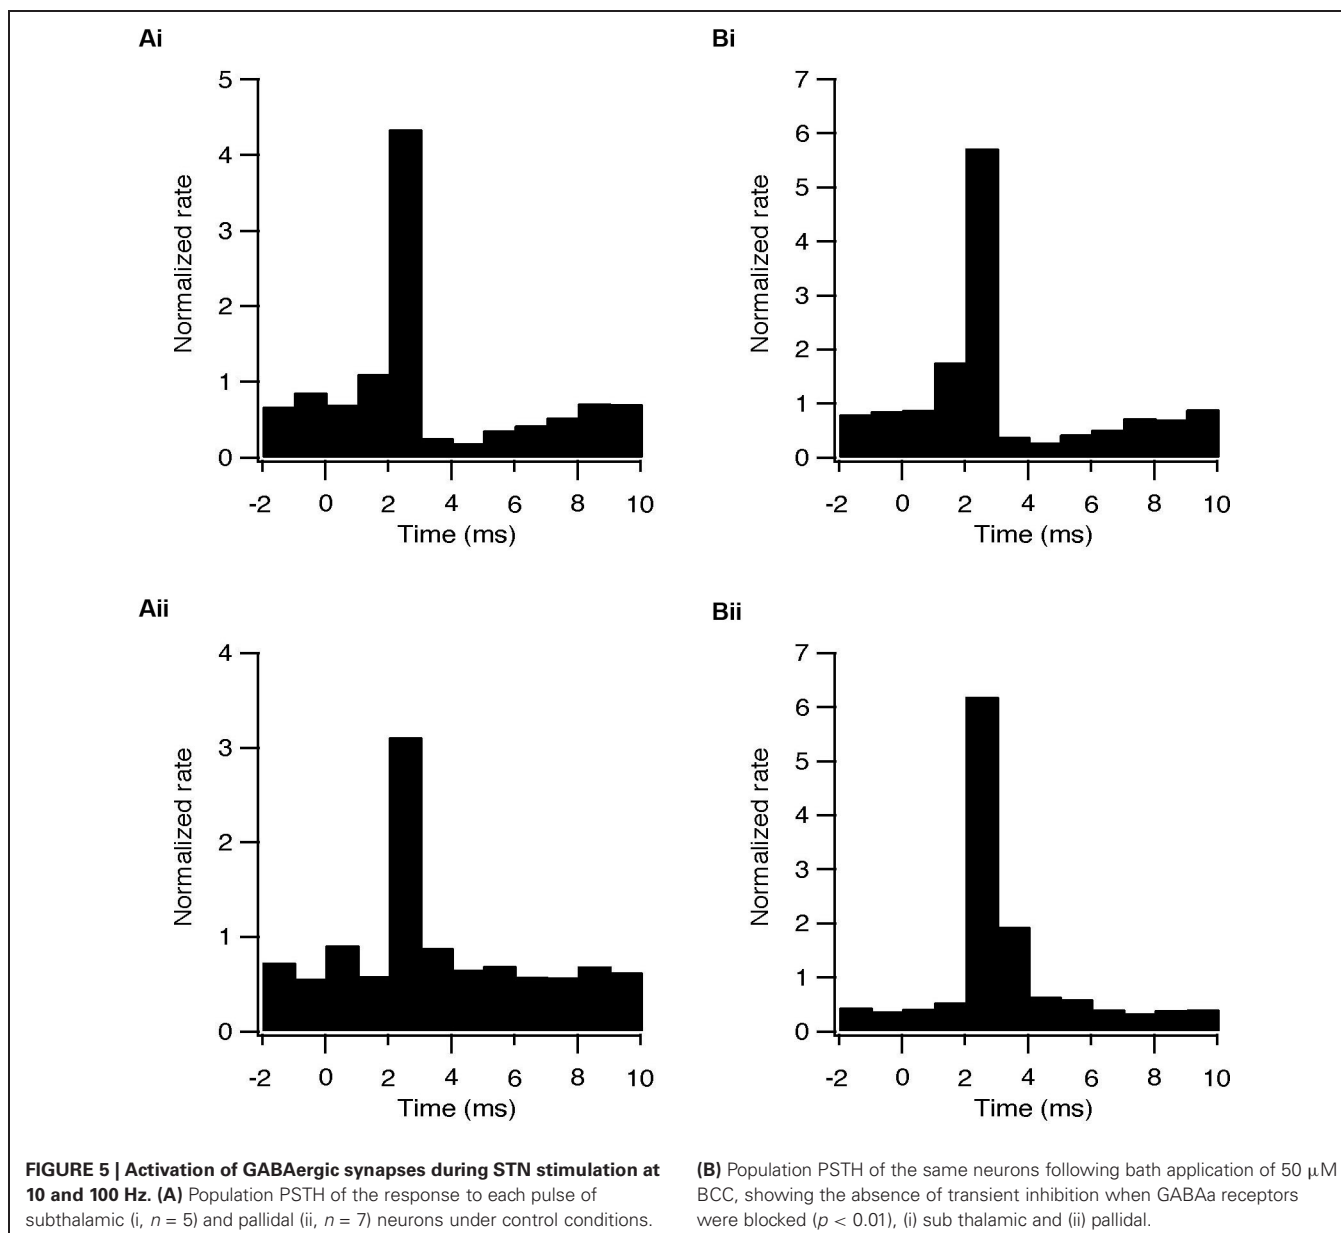 Ai
5
4
3
2
1
0
Normalized rate
-2 0 2 4 6 8 10
Time (ms)
Bi
7
6
5
4
3
2
1
0
Normalized rate
-2 0 2 4 6 8 10
Time (ms)
Aii
4
3
2
1
0
Normalized rate
-2 0 2 4 6 8 10
Time (ms)
Bii
7
6
5
4
3
2
1
0
Normalized rate
-2 0 2 4 6 8 10
Time (ms)
FIGURE 5 | Activation of GABAergic synapses during STN stimulation at
10 and 100 Hz. (A) Population PSTH of the response to each pulse of
subthalamic (i, n = 5) and pallidal (ii, n = 7) neurons under control conditions.
(B) Population PSTH of the same neurons following bath application of 50 μM
BCC, showing the absence of transient inhibition when GABAa receptors
were blocked (p < 0.01), (i) sub thalamic and (ii) pallidal.